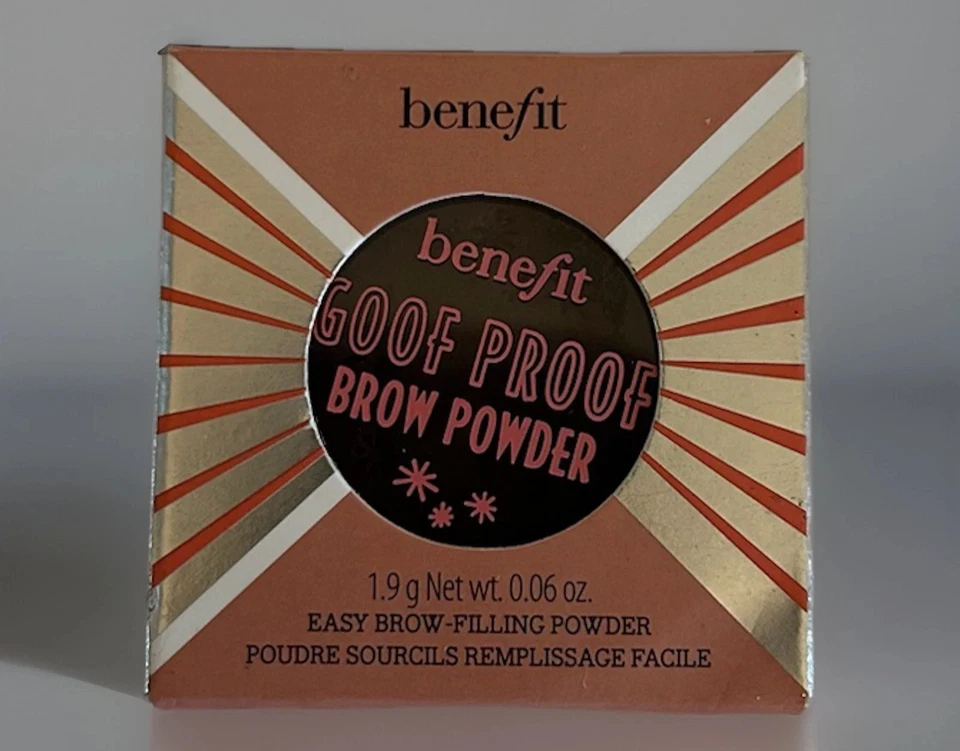 benefit
benefit
GOOF PROOF
BROW POWDER
1.9 g Net wt. 0.06 oz.
EASY BROW-FILLING POWDER
POUDRE SOURCILS REMPLISSAGE FACILE